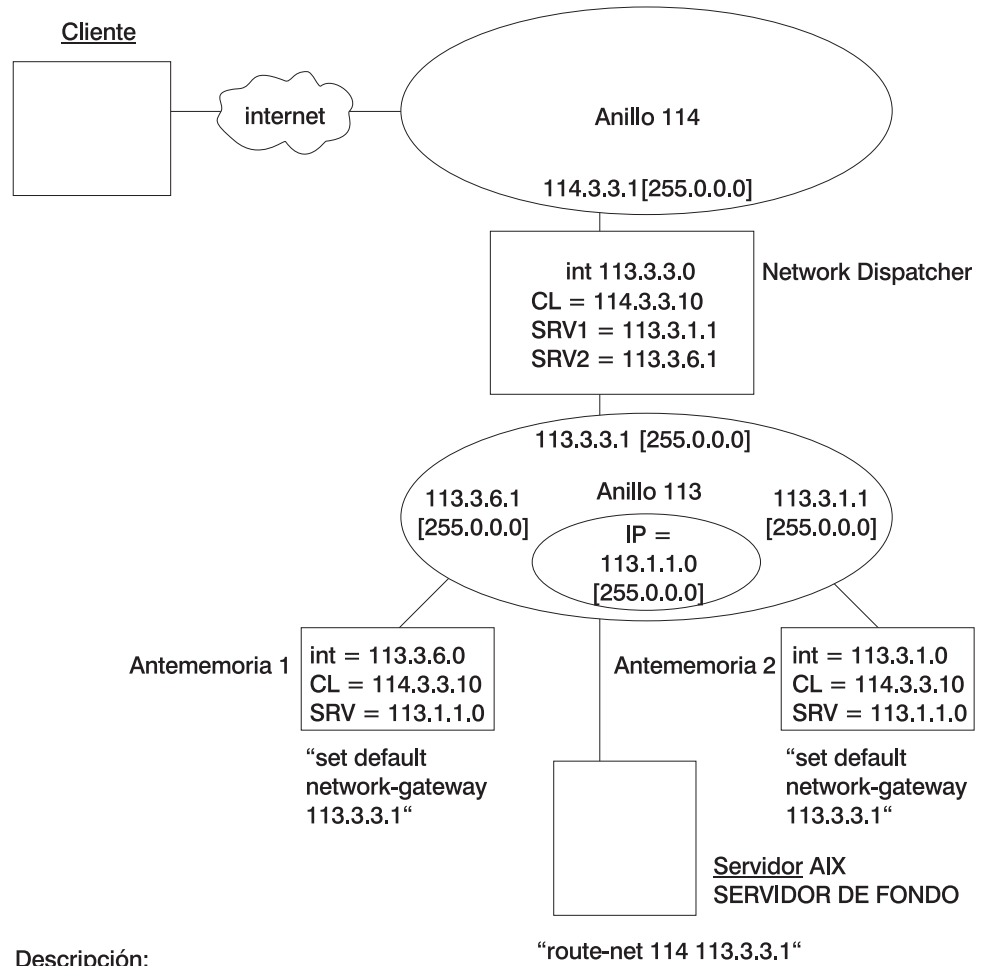 Cliente
internet
Anillo 114
114.3.3.1[255.0.0.0]
int 113.3.3.0
CL = 114.3.3.10
SRV1 = 113.3.1.1
SRV2 = 113.3.6.1
Network Dispatcher
113.3.3.1 [255.0.0.0]
113.3.6.1
[255.0.0.0]
Anillo 113
113.3.1.1
[255.0.0.0]
IP =
113.1.1.0
[255.0.0.0]
Antememoria 1
int = 113.3.6.0
CL = 114.3.3.10
SRV = 113.1.1.0
“set default
network-gateway
113.3.3.1“
Antememoria 2
int = 113.3.1.0
CL = 114.3.3.10
SRV = 113.1.1.0
“set default
network-gateway
113.3.3.1“
Servidor AIX
SERVIDOR DE FONDO
“route-net 114 113.3.3.1“
Descripción: